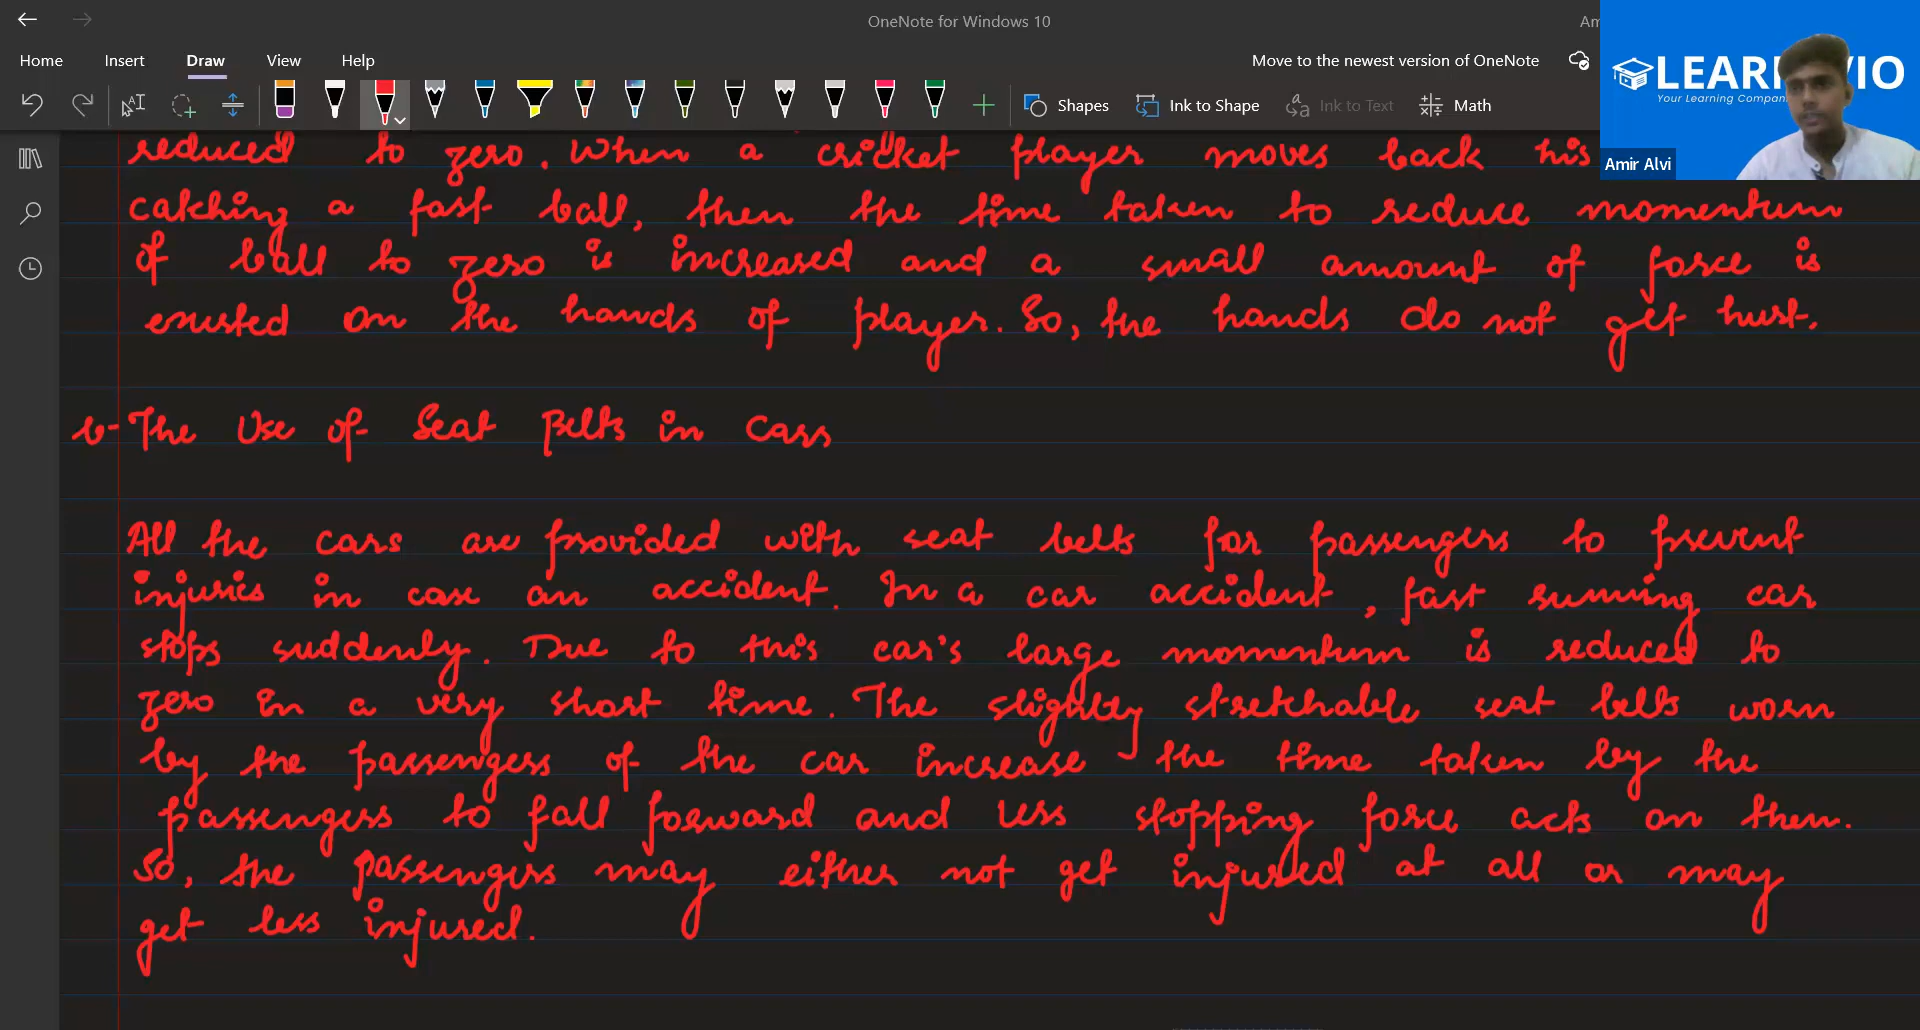 OneNote for Windows 10
Am
Home Insert Draw View Help
Move to the newest version of OneNote
LEARN VIO
Your Learning Compan
Shapes Ink to Shape Ink to Text Math
Amir Alvi
reduced to zero. When a cricket player moves back his
catching a fast ball, then the time taken to reduce momentum
of ball to zero is increased and a small amount of force is
exerted on the hands of player. So, the hands do not get hurt.
b- The Use of Seat Belts in Cars
All the cars are provided with seat belts for passengers to prevent
injuries in case an accident. In a car accident, fast running car
stops suddenly. Due to this car's large momentum is reduced to
zero in a very short time. The slightly stretchable seat belts worn
by the passengers of the car increase the time taken by the
passengers to fall forward and less stopping force acts on them.
So, the passengers may either not get injured at all or may
get less injured.